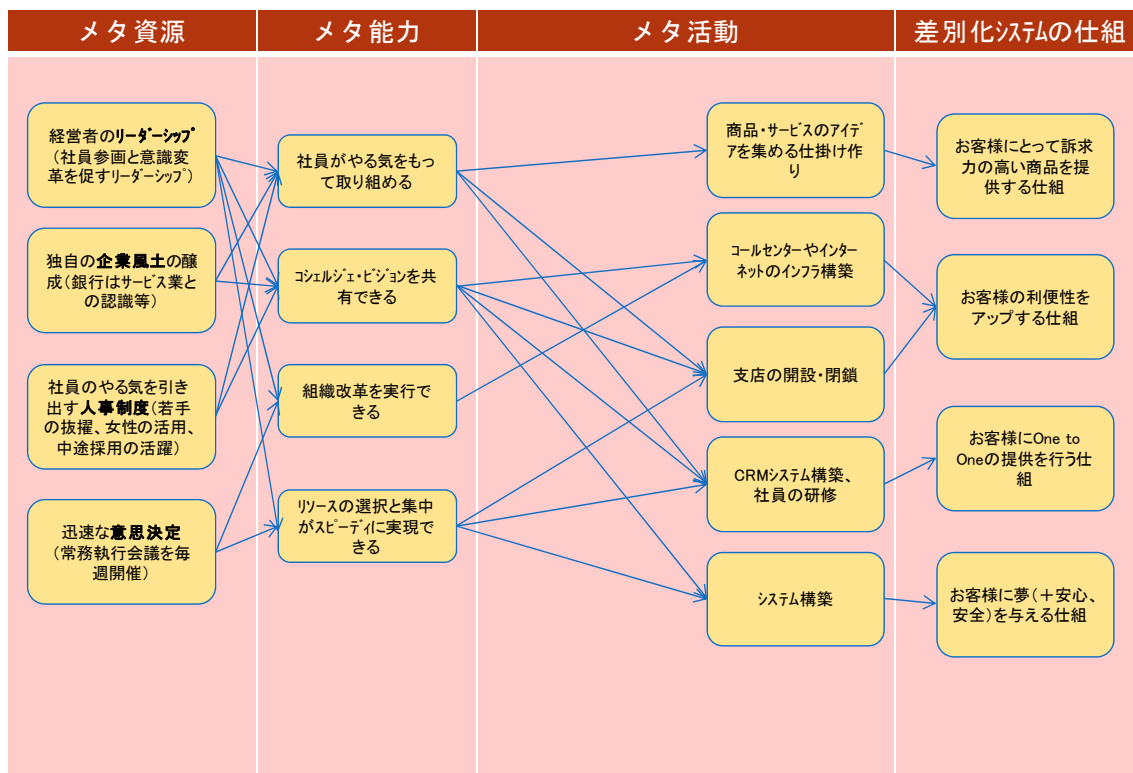 メタ資源
メタ能力
メタ活動
差別化システムの仕組
経営者のリーダーシップ
(社員参画と意識変
革を促すリーダーシップ)
独自の企業風土の醸
成(銀行はサービス業と
の認識等)
社員のやる気を引き
出す人事制度(若手
の抜擢、女性の活用、
中途採用の活躍)
迅速な意思決定
(常務執行会議を毎
週開催)
社員がやる気をもっ
て取り組める
コシェルジェ・ビジョンを共
有できる
組織改革を実行で
きる
リソースの選択と集中
がスピーディに実現で
きる
商品・サービスのアイデ
アを集める仕掛け作
り
コールセンターやインター
ネットのインフラ構築
支店の開設・閉鎖
CRMシステム構築、
社員の研修
システム構築
お客様にとって訴求
力の高い商品を提
供する仕組
お客様の利便性を
アップする仕組
お客様にOne to
Oneの提供を行う仕
組
お客様に夢(+安心、
安全)を与える仕組